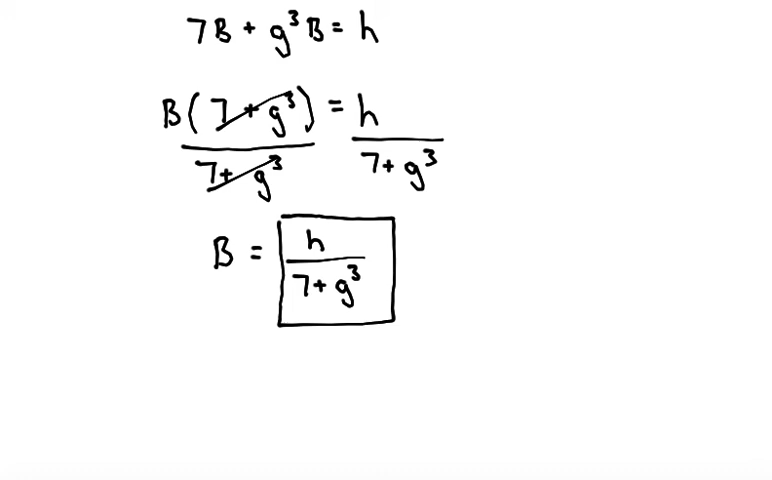 7B + g³B = h
B(7 + g³) = h
7 + g³ 7 + g³
B = h
7 + g³